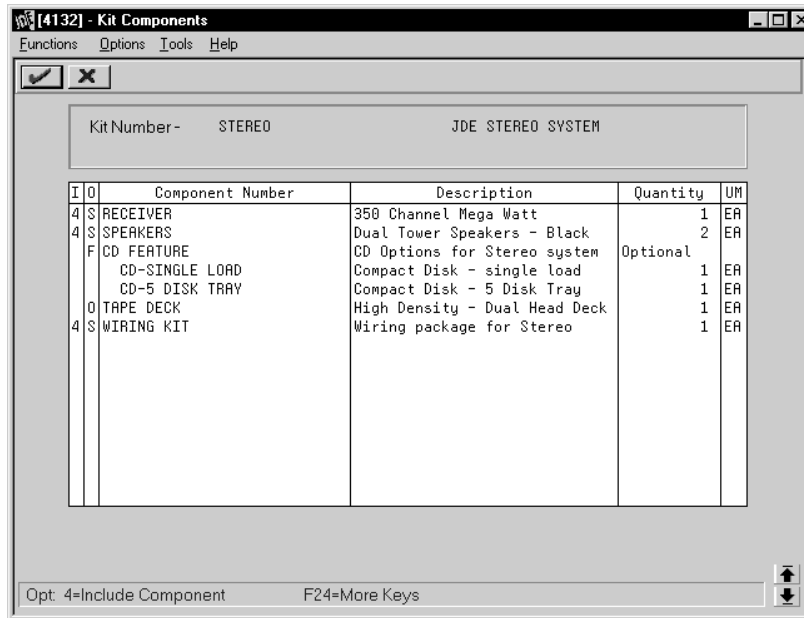 JDE [4132] - Kit Components
Functions Options Tools Help
Kit Number - STEREO JDE STEREO SYSTEM
I O Component Number Description Quantity UM
4 S RECEIVER 350 Channel Mega Watt 1 EA
4 S SPEAKERS Dual Tower Speakers - Black 2 EA
F CD FEATURE CD Options for Stereo system Optional
CD-SINGLE LOAD Compact Disk - single load 1 EA
CD-5 DISK TRAY Compact Disk - 5 Disk Tray 1 EA
O TAPE DECK High Density - Dual Head Deck 1 EA
4 S WIRING KIT Wiring package for Stereo 1 EA
Opt: 4=Include Component F24=More Keys